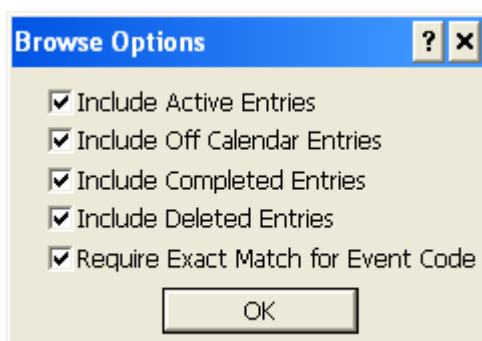 Browse Options
Include Active Entries
Include Off Calendar Entries
Include Completed Entries
Include Deleted Entries
Require Exact Match for Event Code
OK